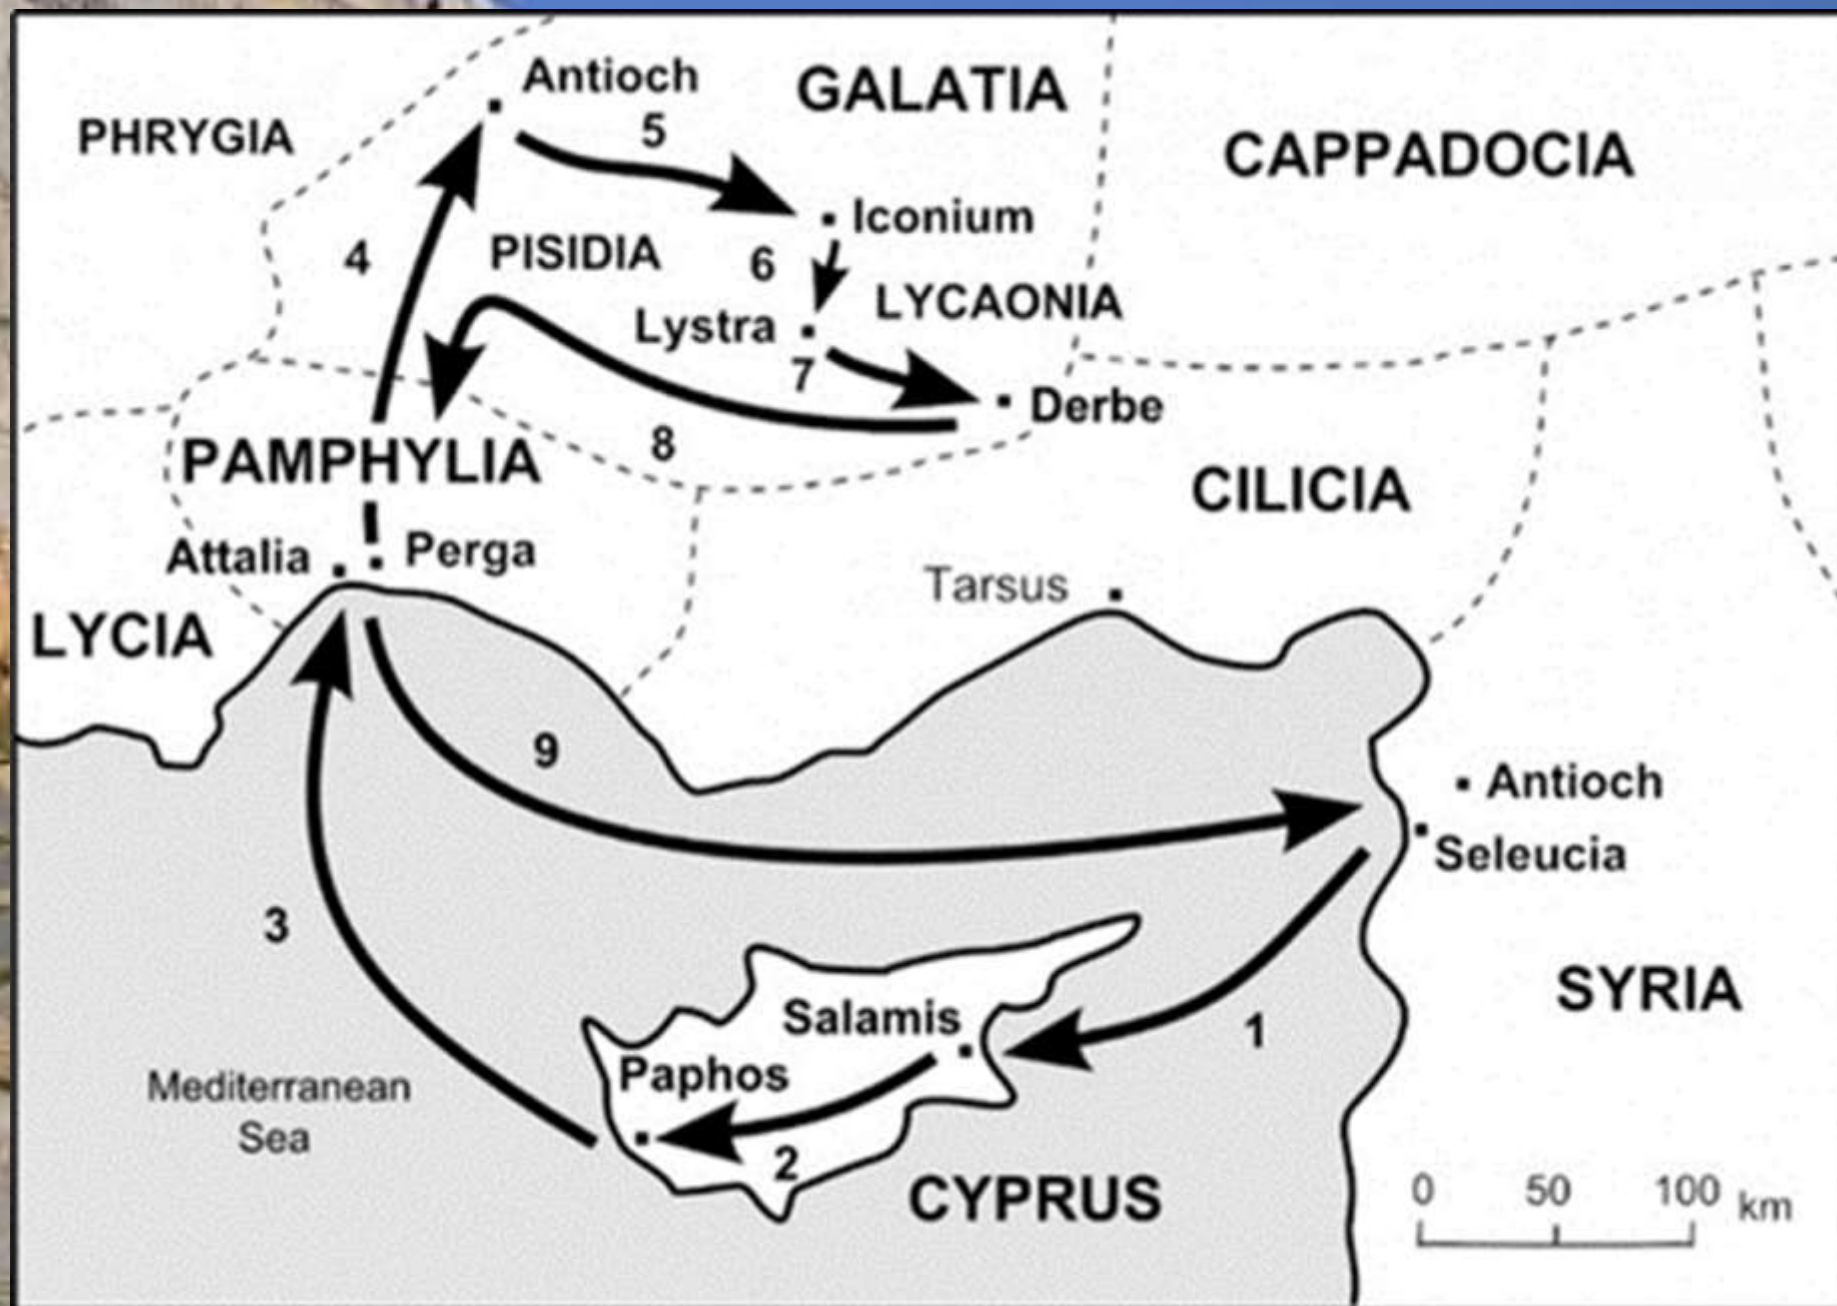 Antioch
GALATIA
PHRYGIA
5
CAPPADOCIA
Iconium
4
PISIDIA
6
LYCAONIA
Lystra
7
Derbe
8
PAMPHYLIA
CILICIA
Attalia
Perga
Tarsus
LYCIA
9
Antioch
Seleucia
3
SYRIA
Salamis
1
Paphos
Mediterranean
Sea
2
CYPRUS
0 50 100 km